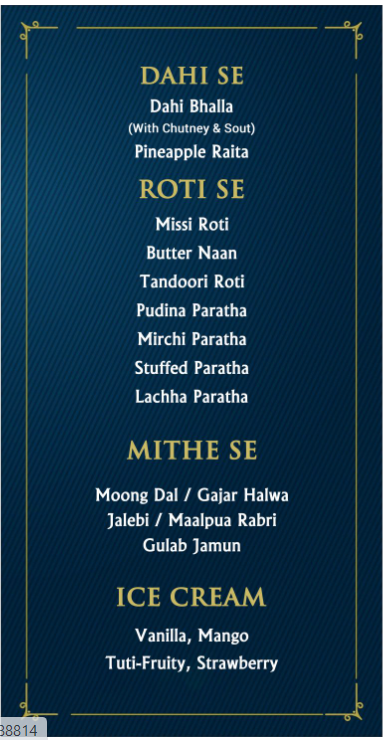 DAHI SE
Dahi Bhalla
(With Chutney & Sout)
Pineapple Raita
ROTI SE
Missi Roti
Butter Naan
Tandoori Roti
Pudina Paratha
Mirchi Paratha
Stuffed Paratha
Lachha Paratha
MITHE SE
Moong Dal / Gajar Halwa
Jalebi / Maalpua Rabri
Gulab Jamun
ICE CREAM
Vanilla, Mango
Tuti-Fruity, Strawberry
38814